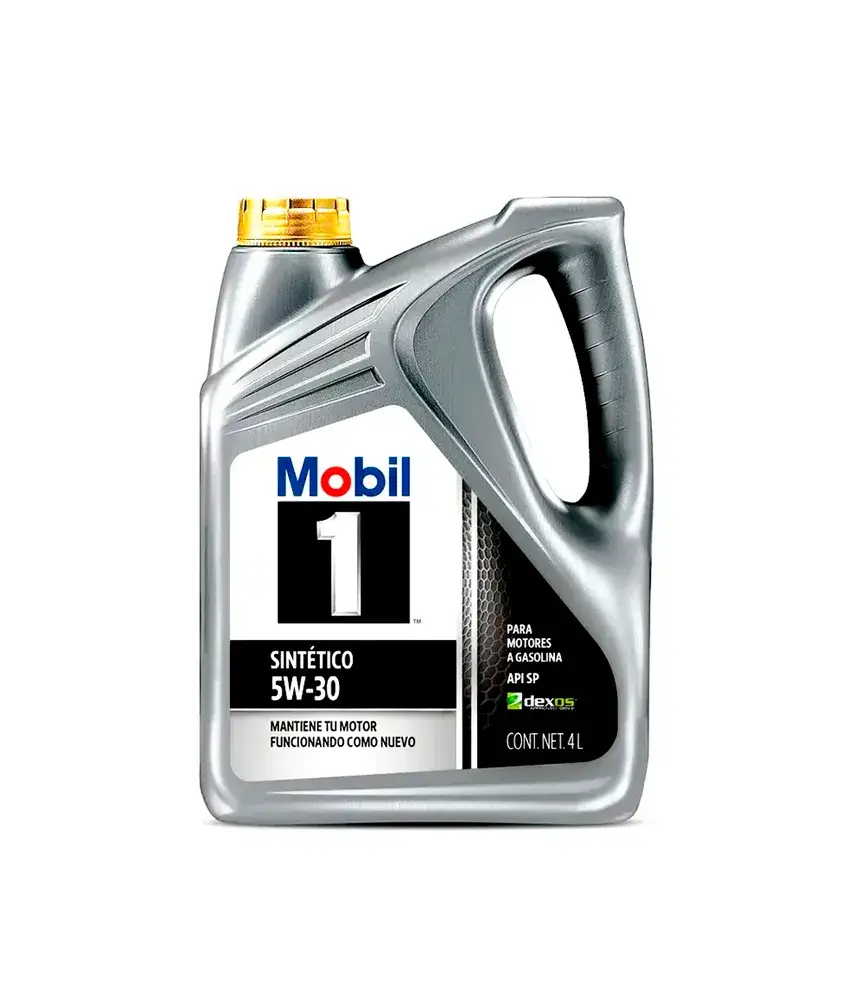 Mobil
1
™
SINTÉTICO
5W-30
MANTIENE TU MOTOR
FUNCIONANDO COMO NUEVO
PARA
MOTORES
A GASOLINA
API SP
dexos
CONT. NET. 4 L